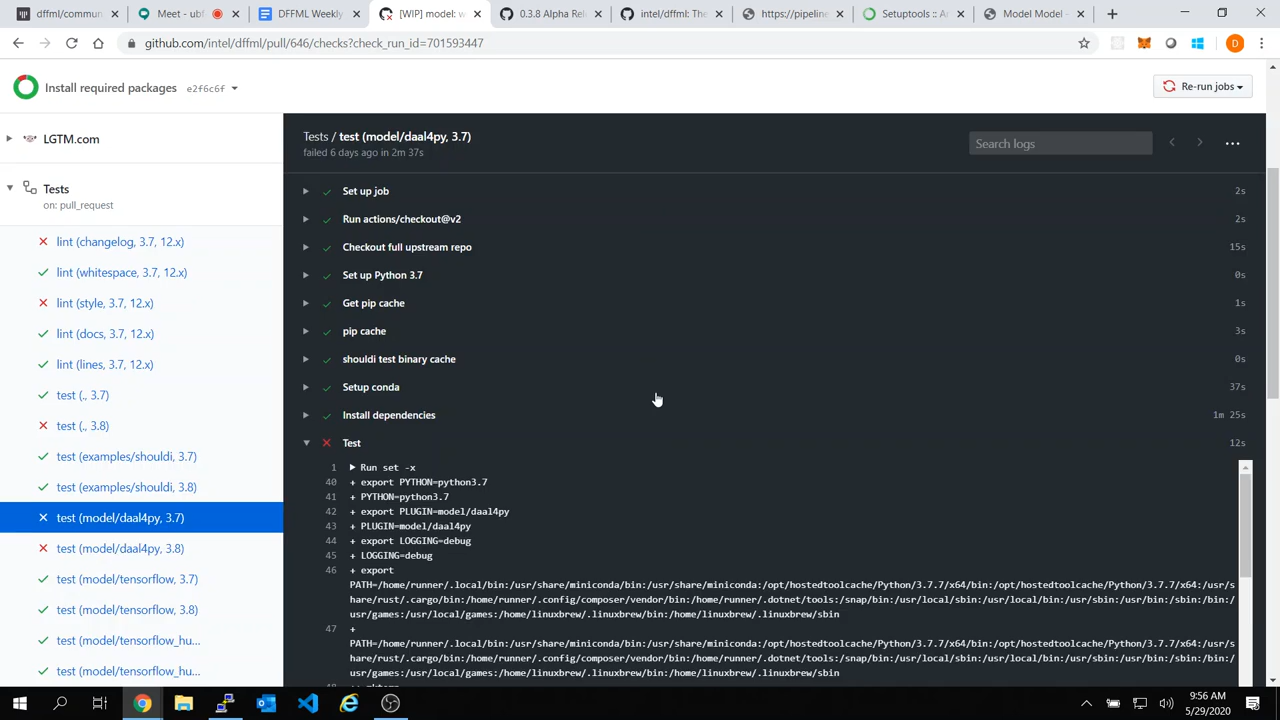 dffml/commun
Meet - ubf
DFFML Weekly
[WIP] model: w
0.3.8 Alpha Rel
intel/dffml: The
https://pipeline
Setuptools :: An
Model Model -
github.com/intel/dffml/pull/646/checks?check_run_id=701593447
D
Install required packages e2f6c6f
Re-run jobs
LGTM.com
Tests
on: pull_request
lint (changelog, 3.7, 12.x)
lint (whitespace, 3.7, 12.x)
lint (style, 3.7, 12.x)
lint (docs, 3.7, 12.x)
lint (lines, 3.7, 12.x)
test (., 3.7)
test (., 3.8)
test (examples/shouldi, 3.7)
test (examples/shouldi, 3.8)
test (model/daal4py, 3.7)
test (model/daal4py, 3.8)
test (model/tensorflow, 3.7)
test (model/tensorflow, 3.8)
test (model/tensorflow_hu...
test (model/tensorflow_hu...
Tests / test (model/daal4py, 3.7)
failed 6 days ago in 2m 37s
Search logs
Set up job 2s
Run actions/checkout@v2 2s
Checkout full upstream repo 15s
Set up Python 3.7 0s
Get pip cache 1s
pip cache 3s
shouldi test binary cache 0s
Setup conda 37s
Install dependencies 1m 25s
Test 12s
1 Run set -x
40 + export PYTHON=python3.7
41 + PYTHON=python3.7
42 + export PLUGIN=model/daal4py
43 + PLUGIN=model/daal4py
44 + export LOGGING=debug
45 + LOGGING=debug
46 + export
PATH=/home/runner/.local/bin:/usr/share/miniconda/bin:/usr/share/miniconda:/opt/hostedtoolcache/Python/3.7.7/x64/bin:/opt/hostedtoolcache/Python/3.7.7/x64:/usr/s
hare/rust/.cargo/bin:/home/runner/.config/composer/vendor/bin:/home/runner/.dotnet/tools:/snap/bin:/usr/local/sbin:/usr/local/bin:/usr/sbin:/usr/bin:/sbin:/bin:/
usr/games:/usr/local/games:/home/linuxbrew/.linuxbrew/bin:/home/linuxbrew/.linuxbrew/sbin
47 +
PATH=/home/runner/.local/bin:/usr/share/miniconda/bin:/usr/share/miniconda:/opt/hostedtoolcache/Python/3.7.7/x64/bin:/opt/hostedtoolcache/Python/3.7.7/x64:/usr/s
hare/rust/.cargo/bin:/home/runner/.config/composer/vendor/bin:/home/runner/.dotnet/tools:/snap/bin:/usr/local/sbin:/usr/local/bin:/usr/sbin:/usr/bin:/sbin:/bin:/
usr/games:/usr/local/games:/home/linuxbrew/.linuxbrew/bin:/home/linuxbrew/.linuxbrew/sbin
9:56 AM
5/29/2020